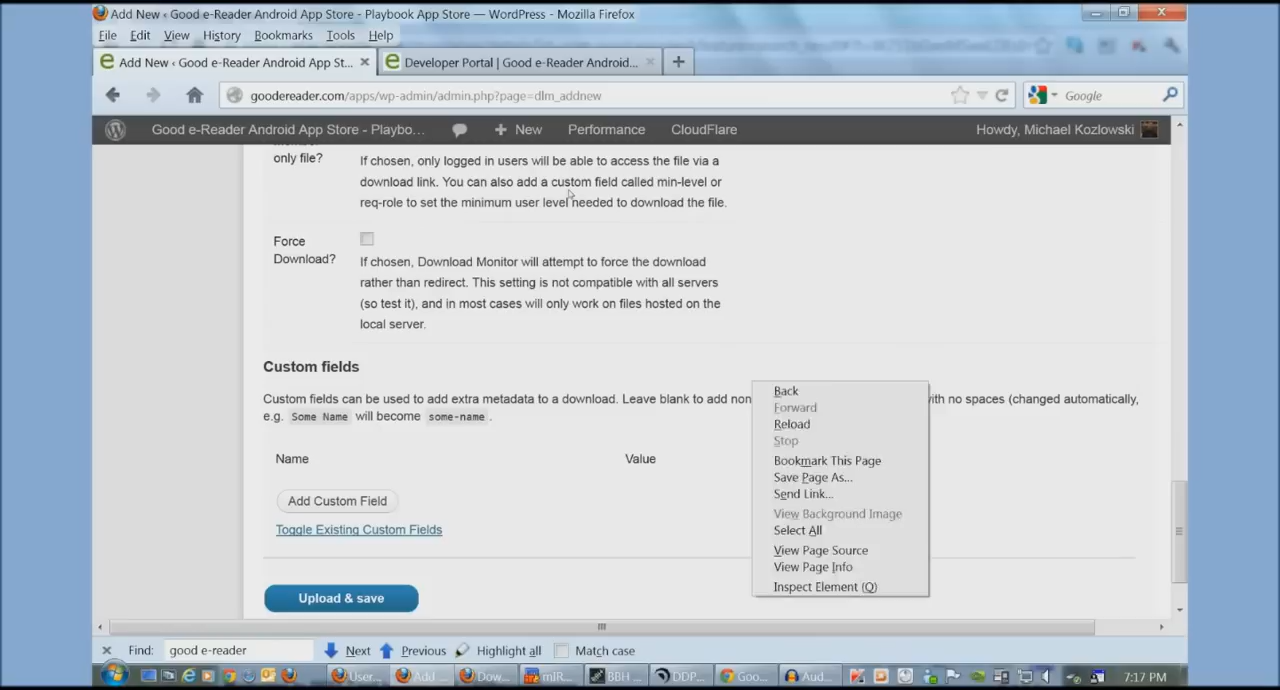 Add New ‹ Good e-Reader Android App Store - Playbook App Store — WordPress - Mozilla Firefox
File Edit View History Bookmarks Tools Help
Add New ‹ Good e-Reader Android App St...
Developer Portal | Good e-Reader Android...
goodereader.com/apps/wp-admin/admin.php?page=dlm_addnew
Google
Good e-Reader Android App Store - Playbo...
New
Performance
CloudFlare
Howdy, Michael Kozlowski
only file?
If chosen, only logged in users will be able to access the file via a
download link. You can also add a custom field called min-level or
req-role to set the minimum user level needed to download the file.
Force
Download?
If chosen, Download Monitor will attempt to force the download
rather than redirect. This setting is not compatible with all servers
(so test it), and in most cases will only work on files hosted on the
local server.
Custom fields
Custom fields can be used to add extra metadata to a download. Leave blank to add non
ith no spaces (changed automatically,
e.g. Some Name will become some-name .
Name
Value
Add Custom Field
Toggle Existing Custom Fields
Upload & save
Back
Forward
Reload
Stop
Bookmark This Page
Save Page As...
Send Link...
View Background Image
Select All
View Page Source
View Page Info
Inspect Element (Q)
Find: good e-reader
Next
Previous
Highlight all
Match case
User...
Add ...
Dow...
mIR...
BBH ...
DDP...
Goo...
Aud...
7:17 PM